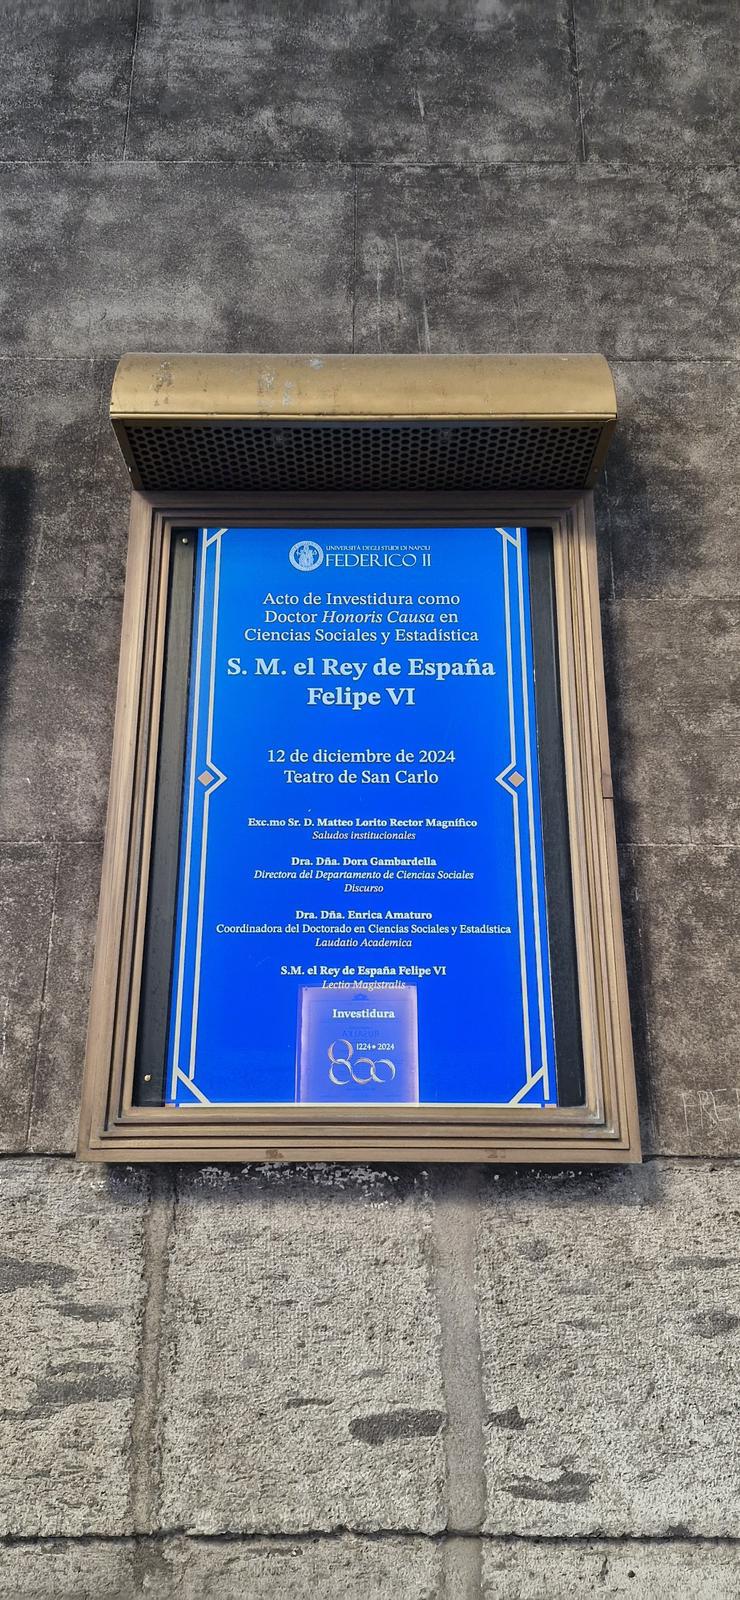 UNIVERSITÀ DEGLI STUDI DI NAPOLI
FEDERICO II
Acto de Investidura como
Doctor Honoris Causa en
Ciencias Sociales y Estadística
S. M. el Rey de España
Felipe VI
12 de diciembre de 2024
Teatro de San Carlo
Exc.mo Sr. D. Matteo Lorito Rector Magnífico
Saludos institucionales
Dra. Dña. Dora Gambardella
Directora del Departamento de Ciencias Sociales
Discurso
Dra. Dña. Enrica Amaturo
Coordinadora del Doctorado en Ciencias Sociales y Estadística
Laudatio Academica
S.M. el Rey de España Felipe VI
Lectio Magistralis
Investidura
1224•2024
800